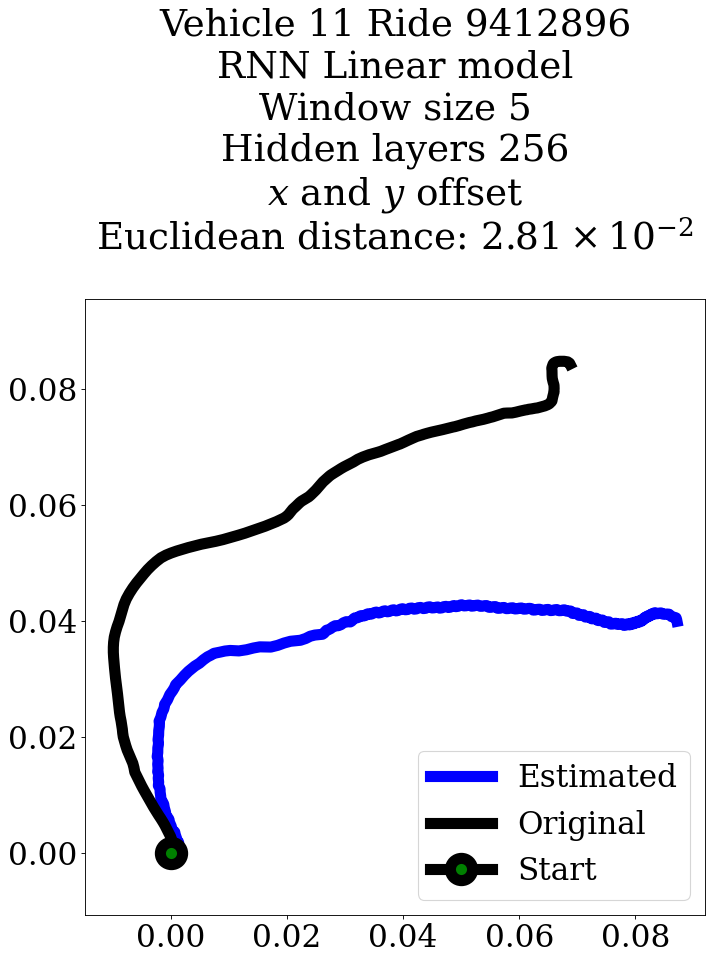 Vehicle 11 Ride 9412896
RNN Linear model
Window size 5
Hidden layers 256
x and y offset
Euclidean distance: 2.81 × 10⁻²
0.08
0.06
0.04
0.02
0.00
Estimated
Original
Start
0.00 0.02 0.04 0.06 0.08